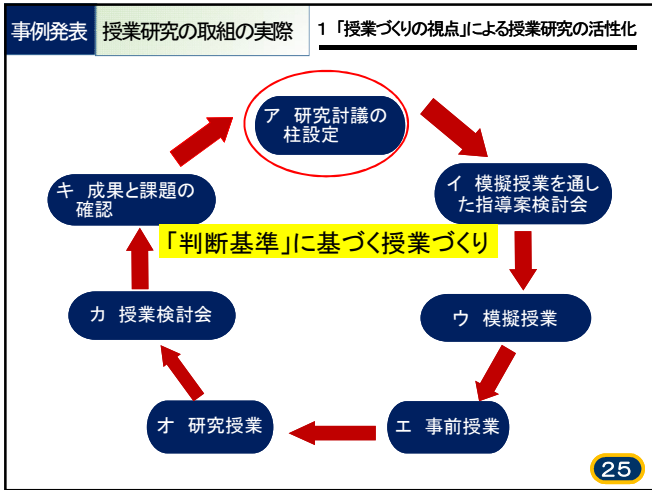 事例発表 授業研究の取組の実際 1 「授業づくりの視点」による授業研究の活性化
ア 研究討議の
柱設定
イ 模擬授業を通し
た指導案検討会
ウ 模擬授業
エ 事前授業
オ 研究授業
カ 授業検討会
キ 成果と課題の
確認
「判断基準」に基づく授業づくり
25